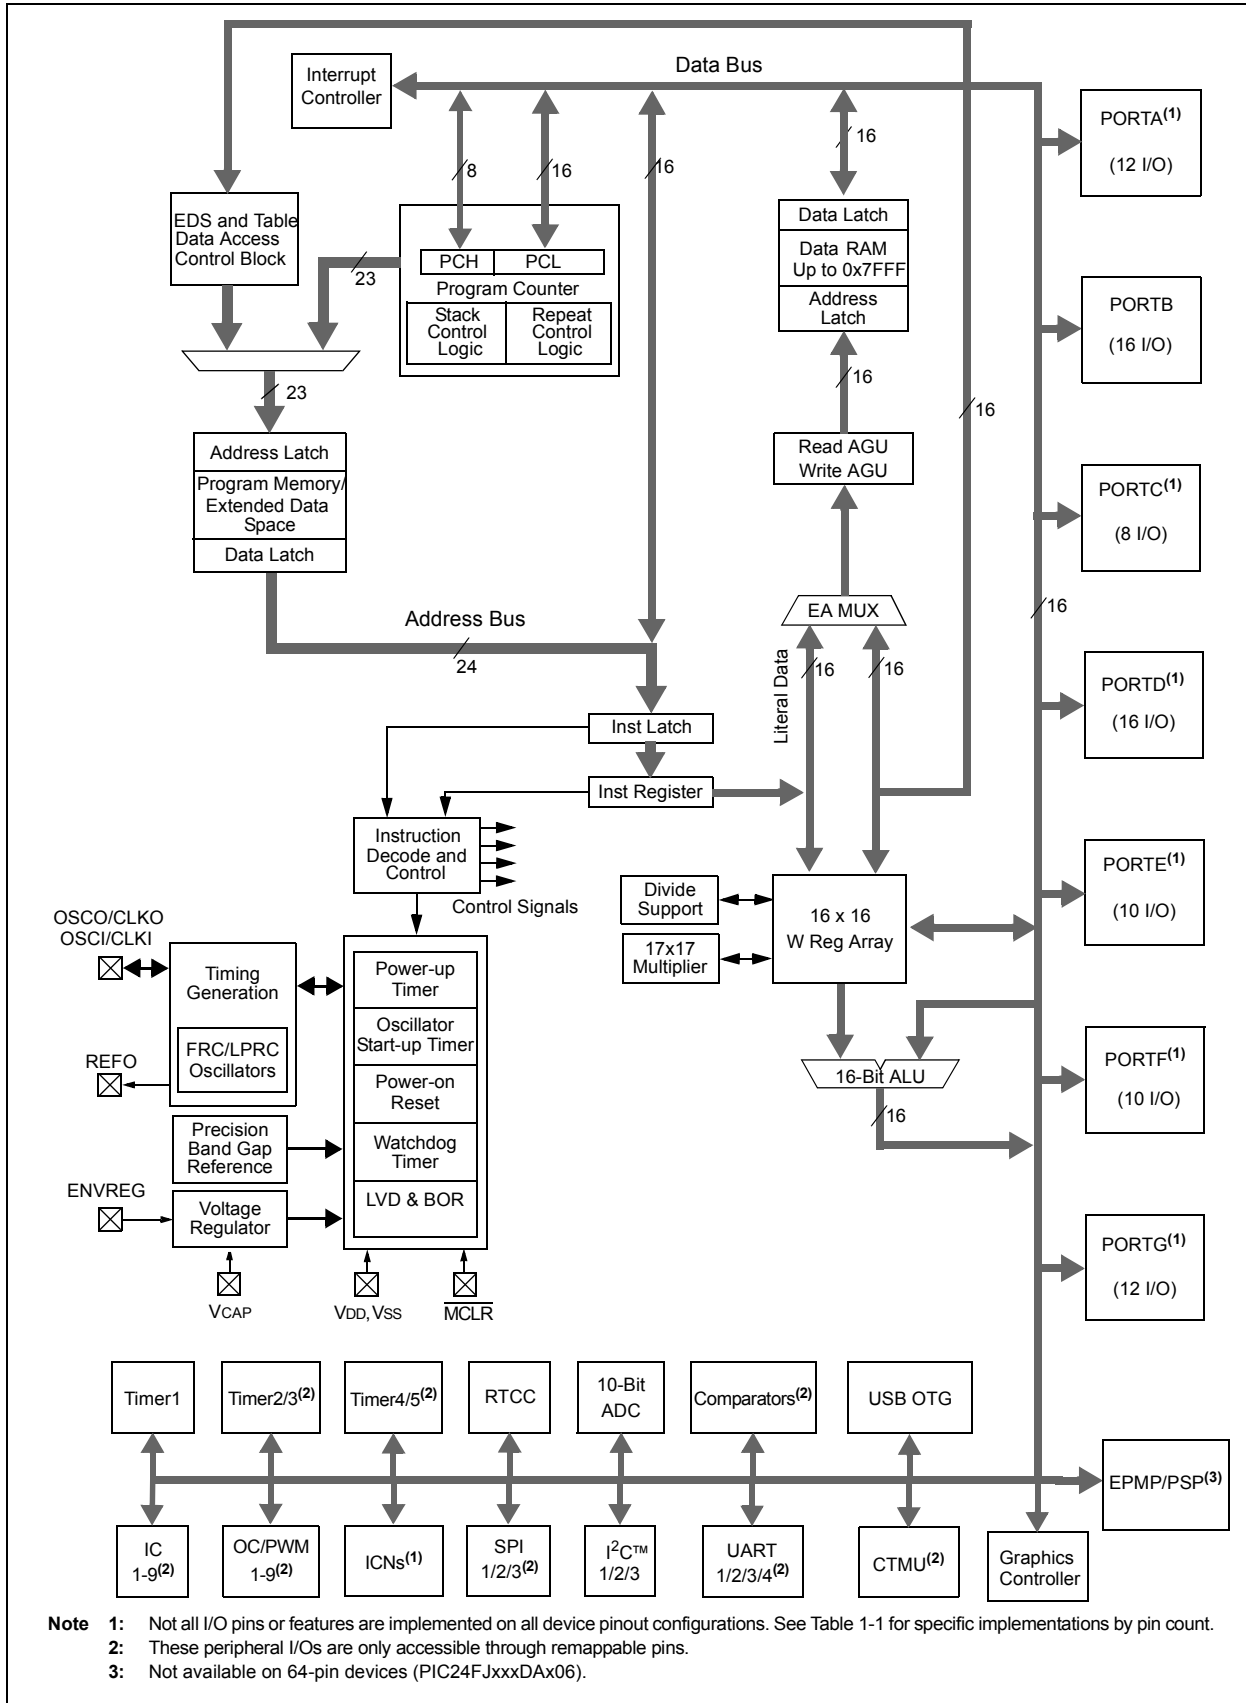 Data Bus
Interrupt
Controller
PORTA(1)
(12 I/O)
16
8
16
16
EDS and Table
Data Access
Control Block
Data Latch
Data RAM
Up to 0x7FFF
Address
Latch
PCH
PCL
Program Counter
Stack
Control
Logic
Repeat
Control
Logic
23
23
PORTB
(16 I/O)
16
16
Address Latch
Program Memory/
Extended Data
Space
Data Latch
Read AGU
Write AGU
PORTC(1)
(8 I/O)
EA MUX
16
Address Bus
24
Literal Data
16
16
PORTD(1)
(16 I/O)
Inst Latch
Inst Register
Instruction
Decode and
Control
Control Signals
Divide
Support
17x17
Multiplier
16 x 16
W Reg Array
PORTE(1)
(10 I/O)
OSCO/CLKO
OSCI/CLKI
Timing
Generation
FRC/LPRC
Oscillators
REFO
Power-up
Timer
Oscillator
Start-up Timer
Power-on
Reset
Watchdog
Timer
LVD & BOR
16-Bit ALU
16
PORTF(1)
(10 I/O)
Precision
Band Gap
Reference
ENVREG
Voltage
Regulator
VCAP
VDD, VSS
MCLR
PORTG(1)
(12 I/O)
Timer1
Timer2/3(2)
Timer4/5(2)
RTCC
10-Bit
ADC
Comparators(2)
USB OTG
EPMP/PSP(3)
IC
1-9(2)
OC/PWM
1-9(2)
ICNs(1)
SPI
1/2/3(2)
I2C™
1/2/3
UART
1/2/3/4(2)
CTMU(2)
Graphics
Controller
Note 1: Not all I/O pins or features are implemented on all device pinout configurations. See Table 1-1 for specific implementations by pin count.
2: These peripheral I/Os are only accessible through remappable pins.
3: Not available on 64-pin devices (PIC24FJxxxDAx06).